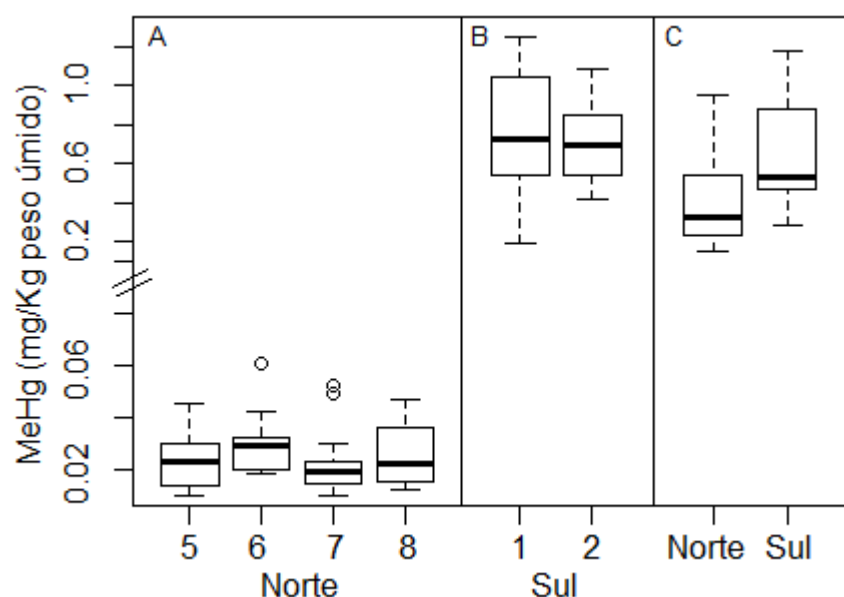 MeHg (mg/Kg peso úmido)
1.0
0.6
0.2
0.06
0.02
A
B
C
5 6 7 8
Norte
1 2
Sul
Norte Sul